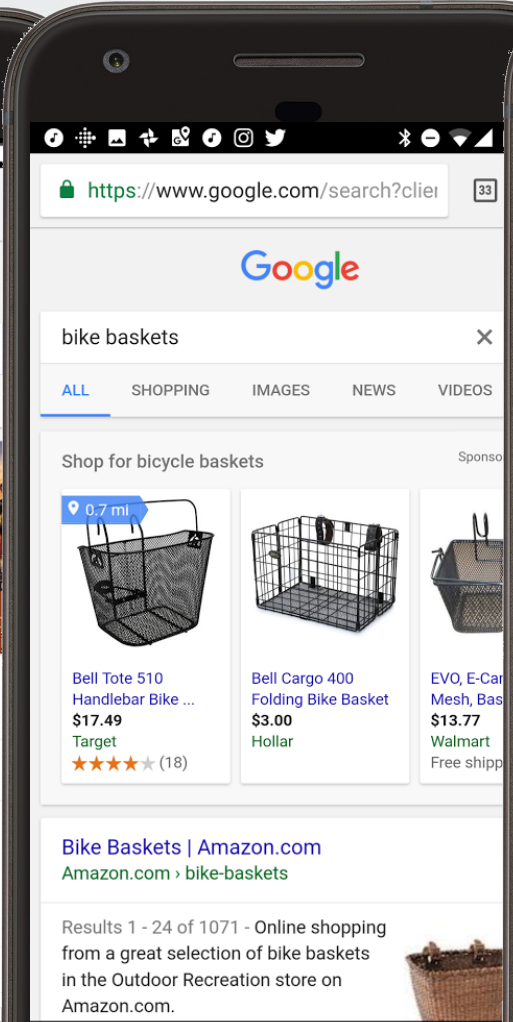 https://www.google.com/search?clier
33
Google
bike baskets
ALL SHOPPING IMAGES NEWS VIDEOS
Shop for bicycle baskets
Sponso
0.7 mi
Bell Tote 510
Handlebar Bike ...
$17.49
Target
(18)
Bell Cargo 400
Folding Bike Basket
$3.00
Hollar
EVO, E-Car
Mesh, Bas
$13.77
Walmart
Free shipp
Bike Baskets | Amazon.com
Amazon.com › bike-baskets
Results 1 - 24 of 1071 - Online shopping
from a great selection of bike baskets
in the Outdoor Recreation store on
Amazon.com.